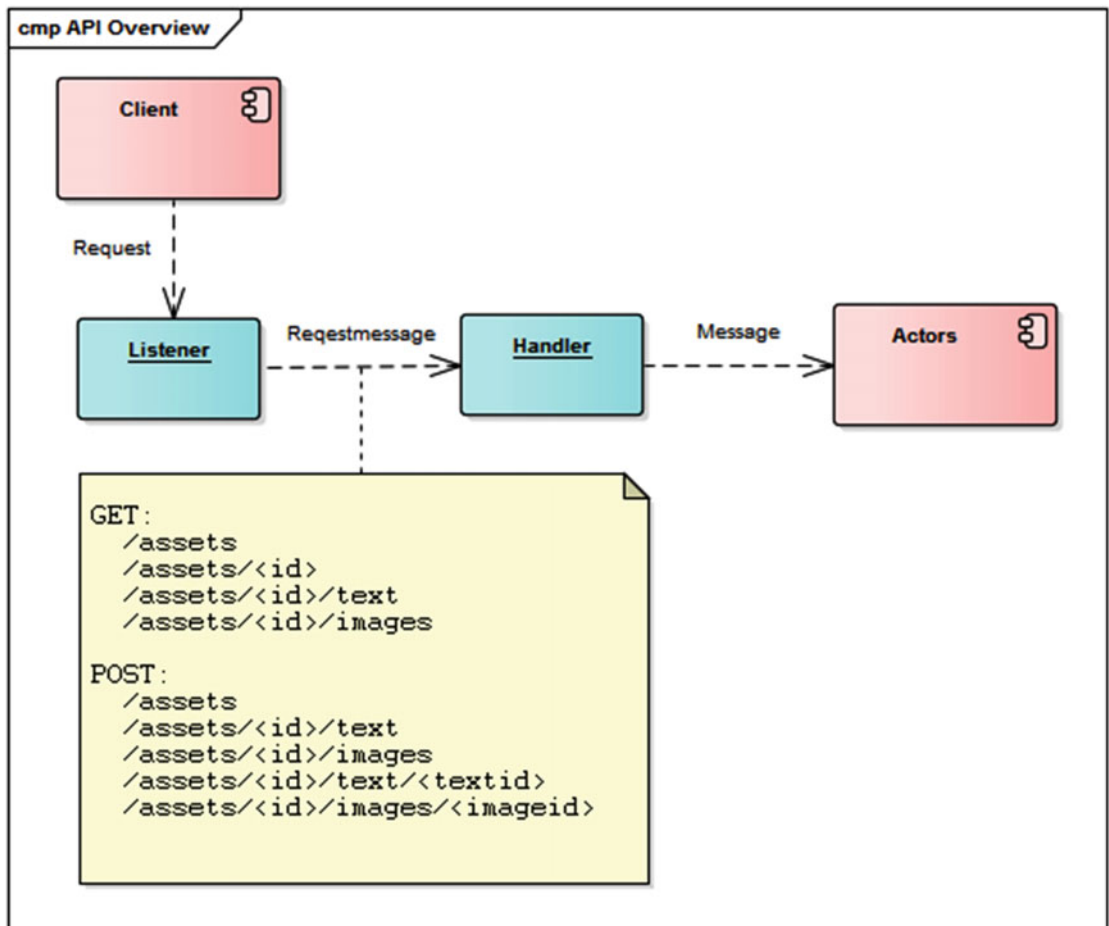 cmp API Overview
Client
Request
Listener
Reqestmessage
Handler
Message
Actors
GET:
/assets
/assets/<id>
/assets/<id>/text
/assets/<id>/images
POST:
/assets
/assets/<id>/text
/assets/<id>/images
/assets/<id>/text/<textid>
/assets/<id>/images/<imageid>